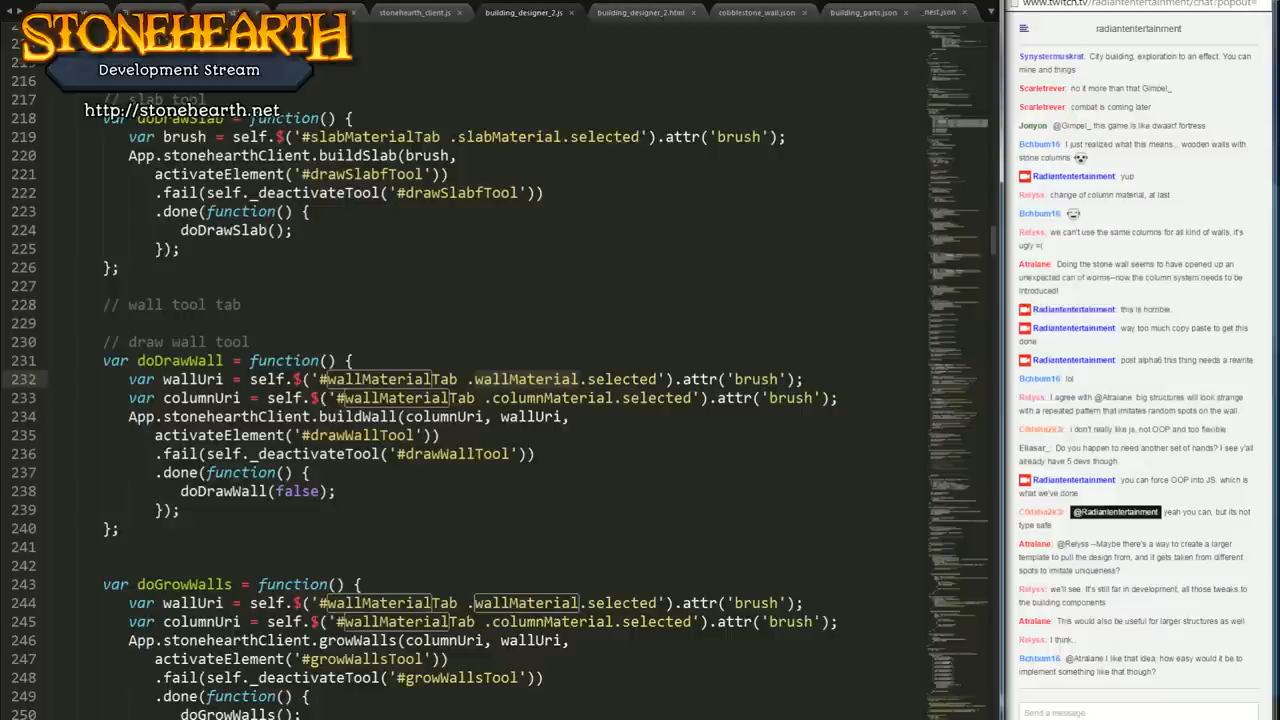 stonehearth_client.js
building_designer_2.js
building_designer_2.html
cobblestone_wall.json
building_parts.json
_nest.json
STONEHEARTH
Development Stream
http://stonehearth.net
// slab tool
218 var doDrawSlab = function() {
219 var brush = self.$('#slabMaterialTab .slabMaterial.selected').attr('brush');
220 App.stonehearthClient.
221 activateElement('#drawSlabTool'))
222 .fail(self._deactivateTool('#drawSlabfTool'))
223 .done(function() {
224 doDrawSlab();
225 });
226 };
227
228 // wall tool tab
229
230 //draw wall tool
231 var doDrawWall = function() {
232 var wallUri = self.$('#wallMaterialTab .wallMaterial.selected').attr('brush');
233 var columnUri = self.$('#wallMaterialTab .columnMaterial.selected').attr('brush');
234
235 activateElement('#drawWallTool'))
236 .fail(self._deactivateTool('#drawWallTool'))
237 .done(function() {
238 doDrawWall(false);
239 });
240 };
241
242
243 var doGrowWalls = function() {
244 var wallUri = self.$('#wallMaterialTab .wallMaterial.selected').attr('brush');
245 var columnUri = self.$('#wallMaterialTab .columnMaterial.selected').attr('brush');
246 App.stonehearthClient.growWalls(columnUri, wallUri,
247 activateElement('#growWallsTool'))
248 .fail(self._deactivateTool('#growWallsTool'))
249 .done(function() {
www.twitch.tv/radiantentertainment/chat?popout=
radiantentertainment
Synystermuskrat: City building, exploration to an effect. You can
mine and things
Scarletrever: no it more than that Gimpel_
Scarletrever: combat is coming later
Jonyon: @Gimpel_ this game is like dwaarf fortress
Bchbum16: I just realized what this means... wooden walls with
stone columns
Radiantentertainment: yup
Relyss: change of column material, at last
Bchbum16:
Relyss: we can't use the same columns for all kind of walls, it's
ugly =(
Atralane: Doing the stone wall seems to have opened up an
unexpected can of worms--now the column system needs to be
introduced!
Radiantentertainment: this is horrible.
Radiantentertainment: way too much copy paste to get this
done
Radiantentertainment: post alpha6 this thing needs a rewrite
Bchbum16: lol
Relyss: I agree with @Atralane, big structures will look strange
with a repeated pattern that imitates random spots on the wall.
i don't really like js, not OOP and too flexible
Eliasar_: Do you happen to need another set of hands? I see y'all
already have 5 devs though
Radiantentertainment: you can force OOP into JS, which is
what we've done
@Radiantentertainment yeah you can, but its not
type safe
Atralane: @Relyss --Maybe there's a way to create a larger
template to pull the design from, and it gets taken from different
spots to imitate uniqueness?
Relyss: we'll see. It's still far in development, all those tweaks to
the building components
Atralane: This would also be useful for larger structures as well
Relyss: I think..
Bchbum16: @Atralane I like that idea; how easy would it be to
implement something like that though?
Send a message